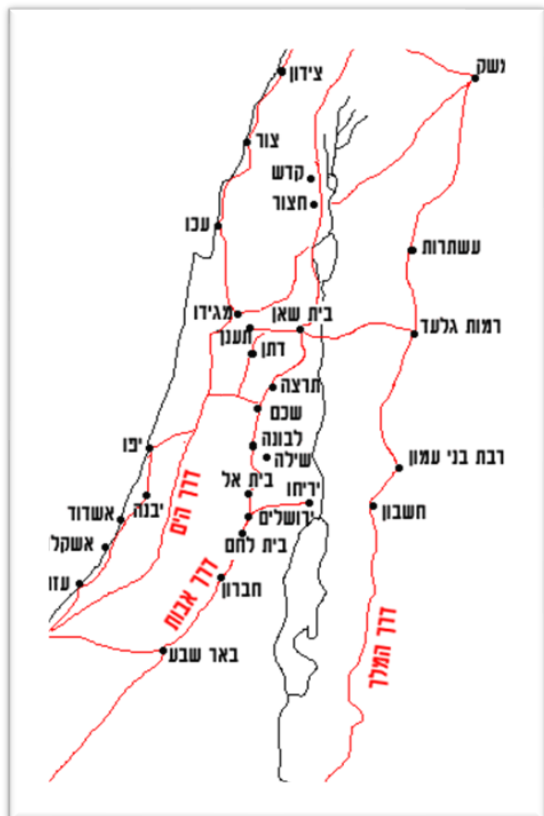 צידון
נשק
צור
קדש
חצור
עכו
עשתרות
מגידו
בית שאן
רמות גלעד
תענך
דתן
תרצה
שכם
לבונה
יפו
שילה
רבת בני עמון
בית אל
יריחו
יבנה
חשבון
אשדוד
ירושלים
דרך הים
בית לחם
אשקל
עזו
חברון
דרך אבות
דרך המלך
באר שבע